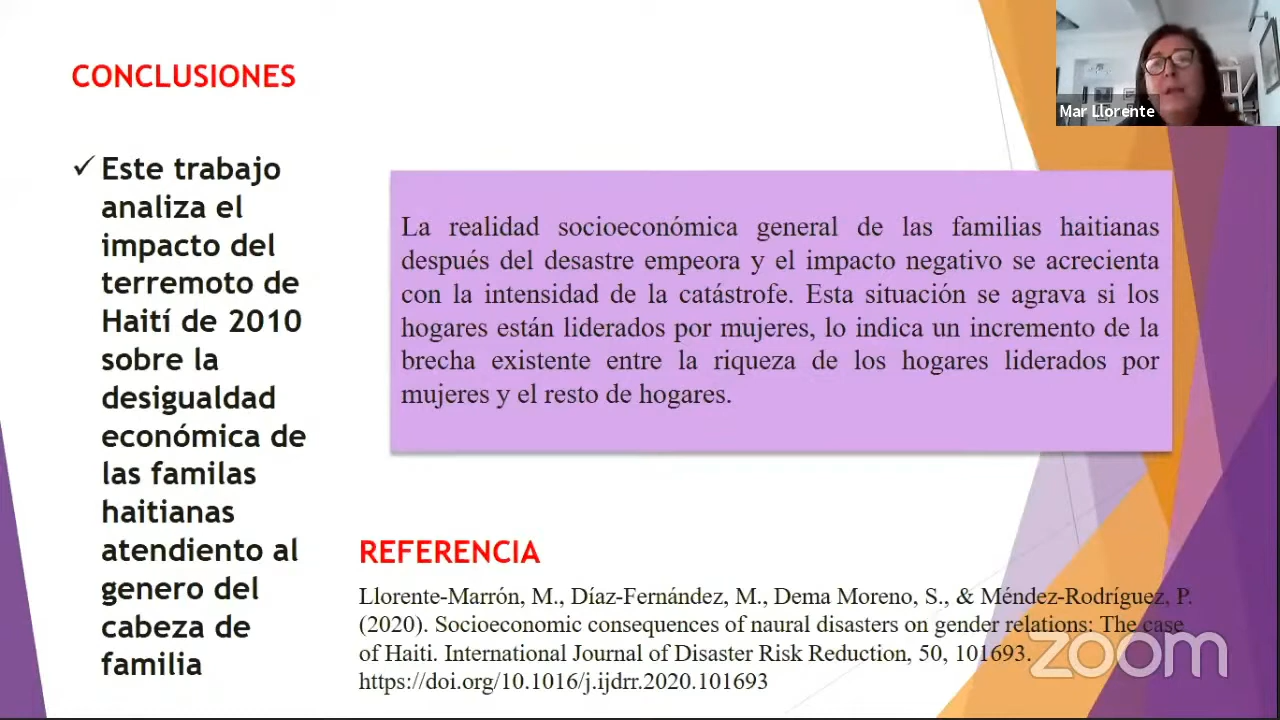 CONCLUSIONES
✓ Este trabajo
analiza el
impacto del
terremoto de
Haití de 2010
sobre la
desigualdad
económica de
las familas
haitianas
atendiento al
genero del
cabeza de
familia
La realidad socioeconómica general de las familias haitianas
después del desastre empeora y el impacto negativo se acrecienta
con la intensidad de la catástrofe. Esta situación se agrava si los
hogares están liderados por mujeres, lo indica un incremento de la
brecha existente entre la riqueza de los hogares liderados por
mujeres y el resto de hogares.
REFERENCIA
Llorente-Marrón, M., Díaz-Fernández, M., Dema Moreno, S., & Méndez-Rodríguez, P.
(2020). Socioeconomic consequences of naural disasters on gender relations: The case
of Haiti. International Journal of Disaster Risk Reduction, 50, 101693.
https://doi.org/10.1016/j.ijdrr.2020.101693
Mar Llorente
zoom